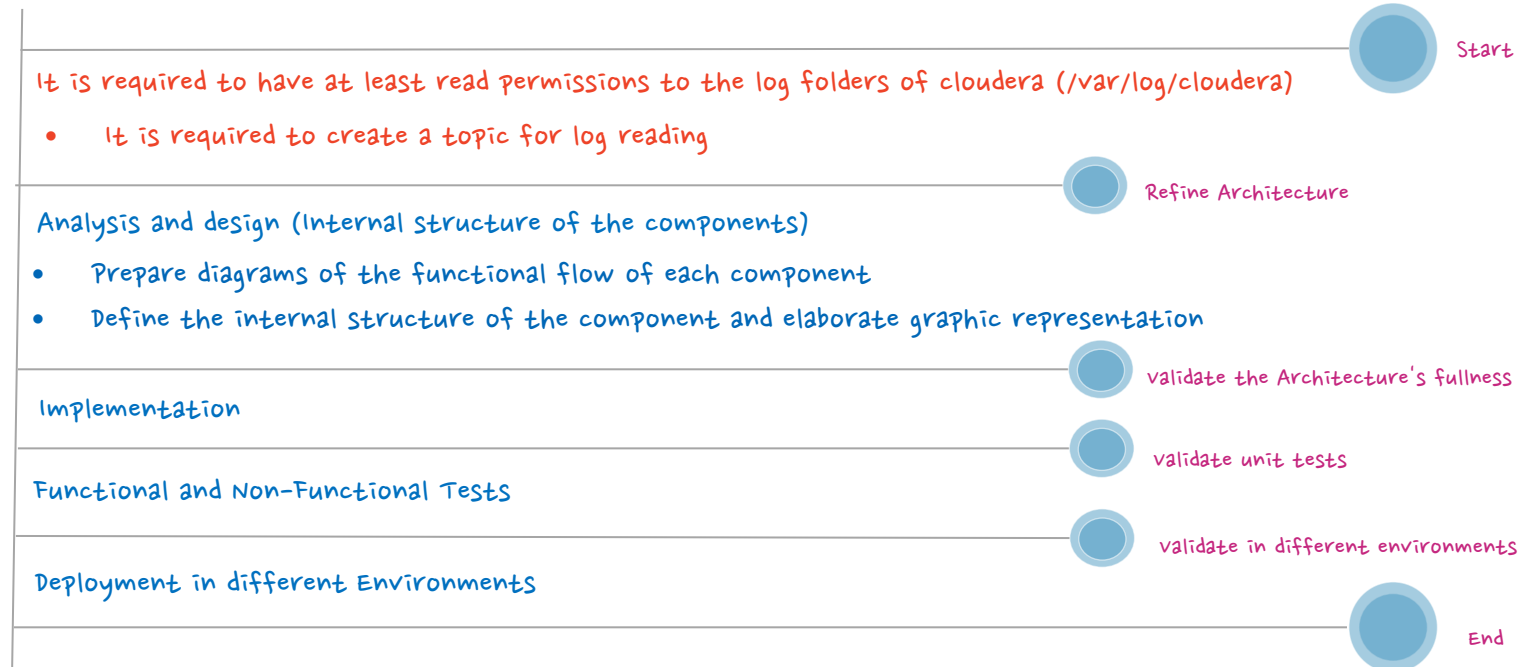 Start
It is required to have at least read permissions to the log folders of cloudera (/var/log/cloudera)
• It is required to create a topic for log reading
Refine Architecture
Analysis and design (Internal structure of the components)
• Prepare diagrams of the functional flow of each component
• Define the internal structure of the component and elaborate graphic representation
Validate the Architecture's fullness
Implementation
Validate unit tests
Functional and Non-Functional Tests
Validate in different environments
Deployment in different Environments
End